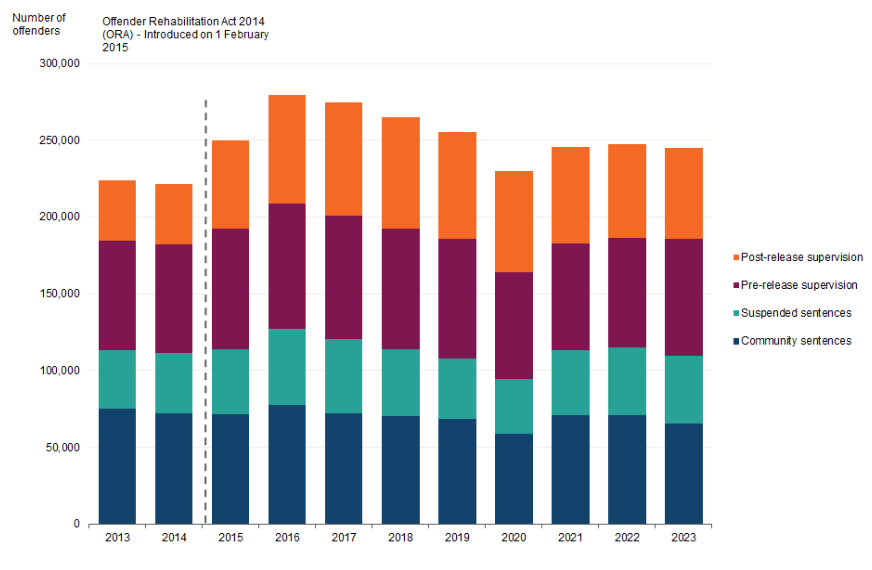 Number of
offenders
Offender Rehabilitation Act 2014
(ORA) - Introduced on 1 February
2015
300,000
250,000
200,000
150,000
100,000
50,000
0
2013 2014 2015 2016 2017 2018 2019 2020 2021 2022 2023
Post-release supervision
Pre-release supervision
Suspended sentences
Community sentences